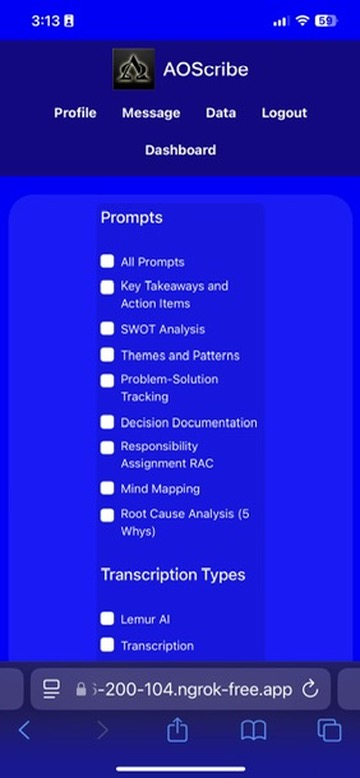 3:13
59
AOScribe
Profile Message Data Logout
Dashboard
Prompts
All Prompts
Key Takeaways and
Action Items
SWOT Analysis
Themes and Patterns
Problem-Solution
Tracking
Decision Documentation
Responsibility
Assignment RAC
Mind Mapping
Root Cause Analysis (5
Whys)
Transcription Types
Lemur AI
Transcription
-200-104.ngrok-free.app